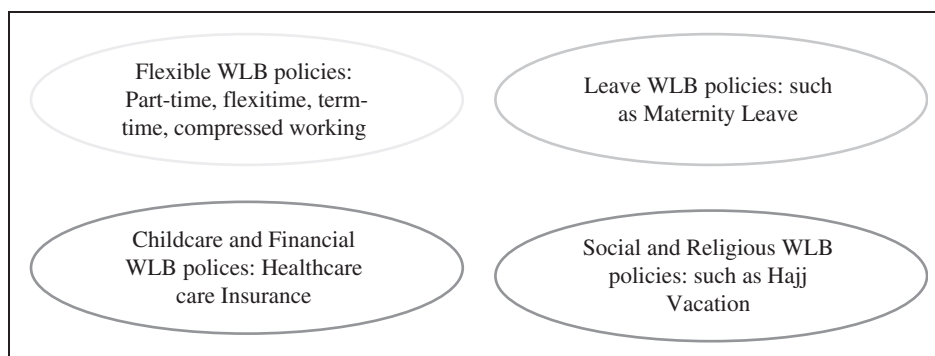 Flexible WLB policies:
Part-time, flexitime, term-
time, compressed working
Leave WLB policies: such
as Maternity Leave
Childcare and Financial
WLB polices: Healthcare
care Insurance
Social and Religious WLB
policies: such as Hajj
Vacation